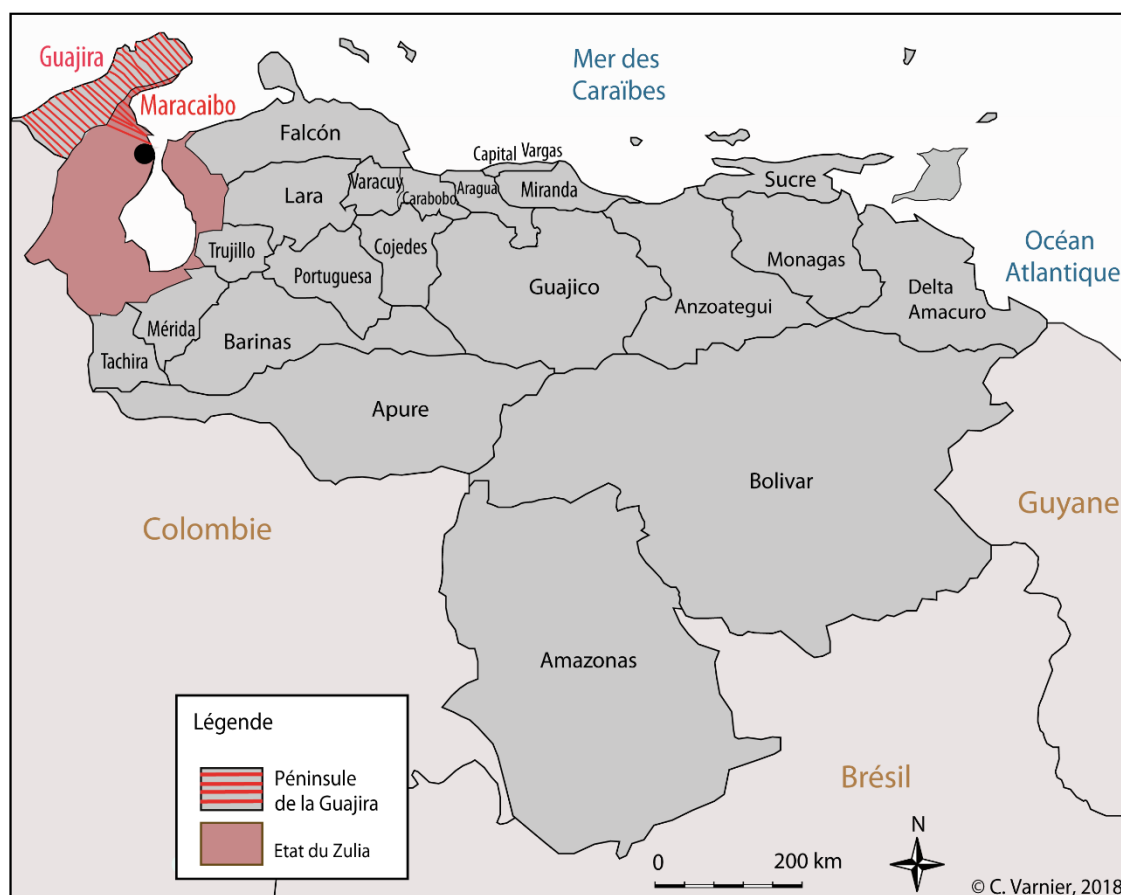 Guajira
Mer des
Caraïbes
Maracaibo
Falcón
Capital Vargas
Varacuy
Aragua
Miranda
Sucre
Lara
Carabobo
Océan
Atlantique
Trujillo
Cojedes
Portuguesa
Guajico
Monagas
Delta
Amacuro
Anzoategui
Mérida
Barinas
Tachira
Apure
Bolivar
Colombie
Guyane
Amazonas
Brésil
Légende
Péninsule
de la Guajira
Etat du Zulia
N
0 200 km
© C. Varnier, 2018